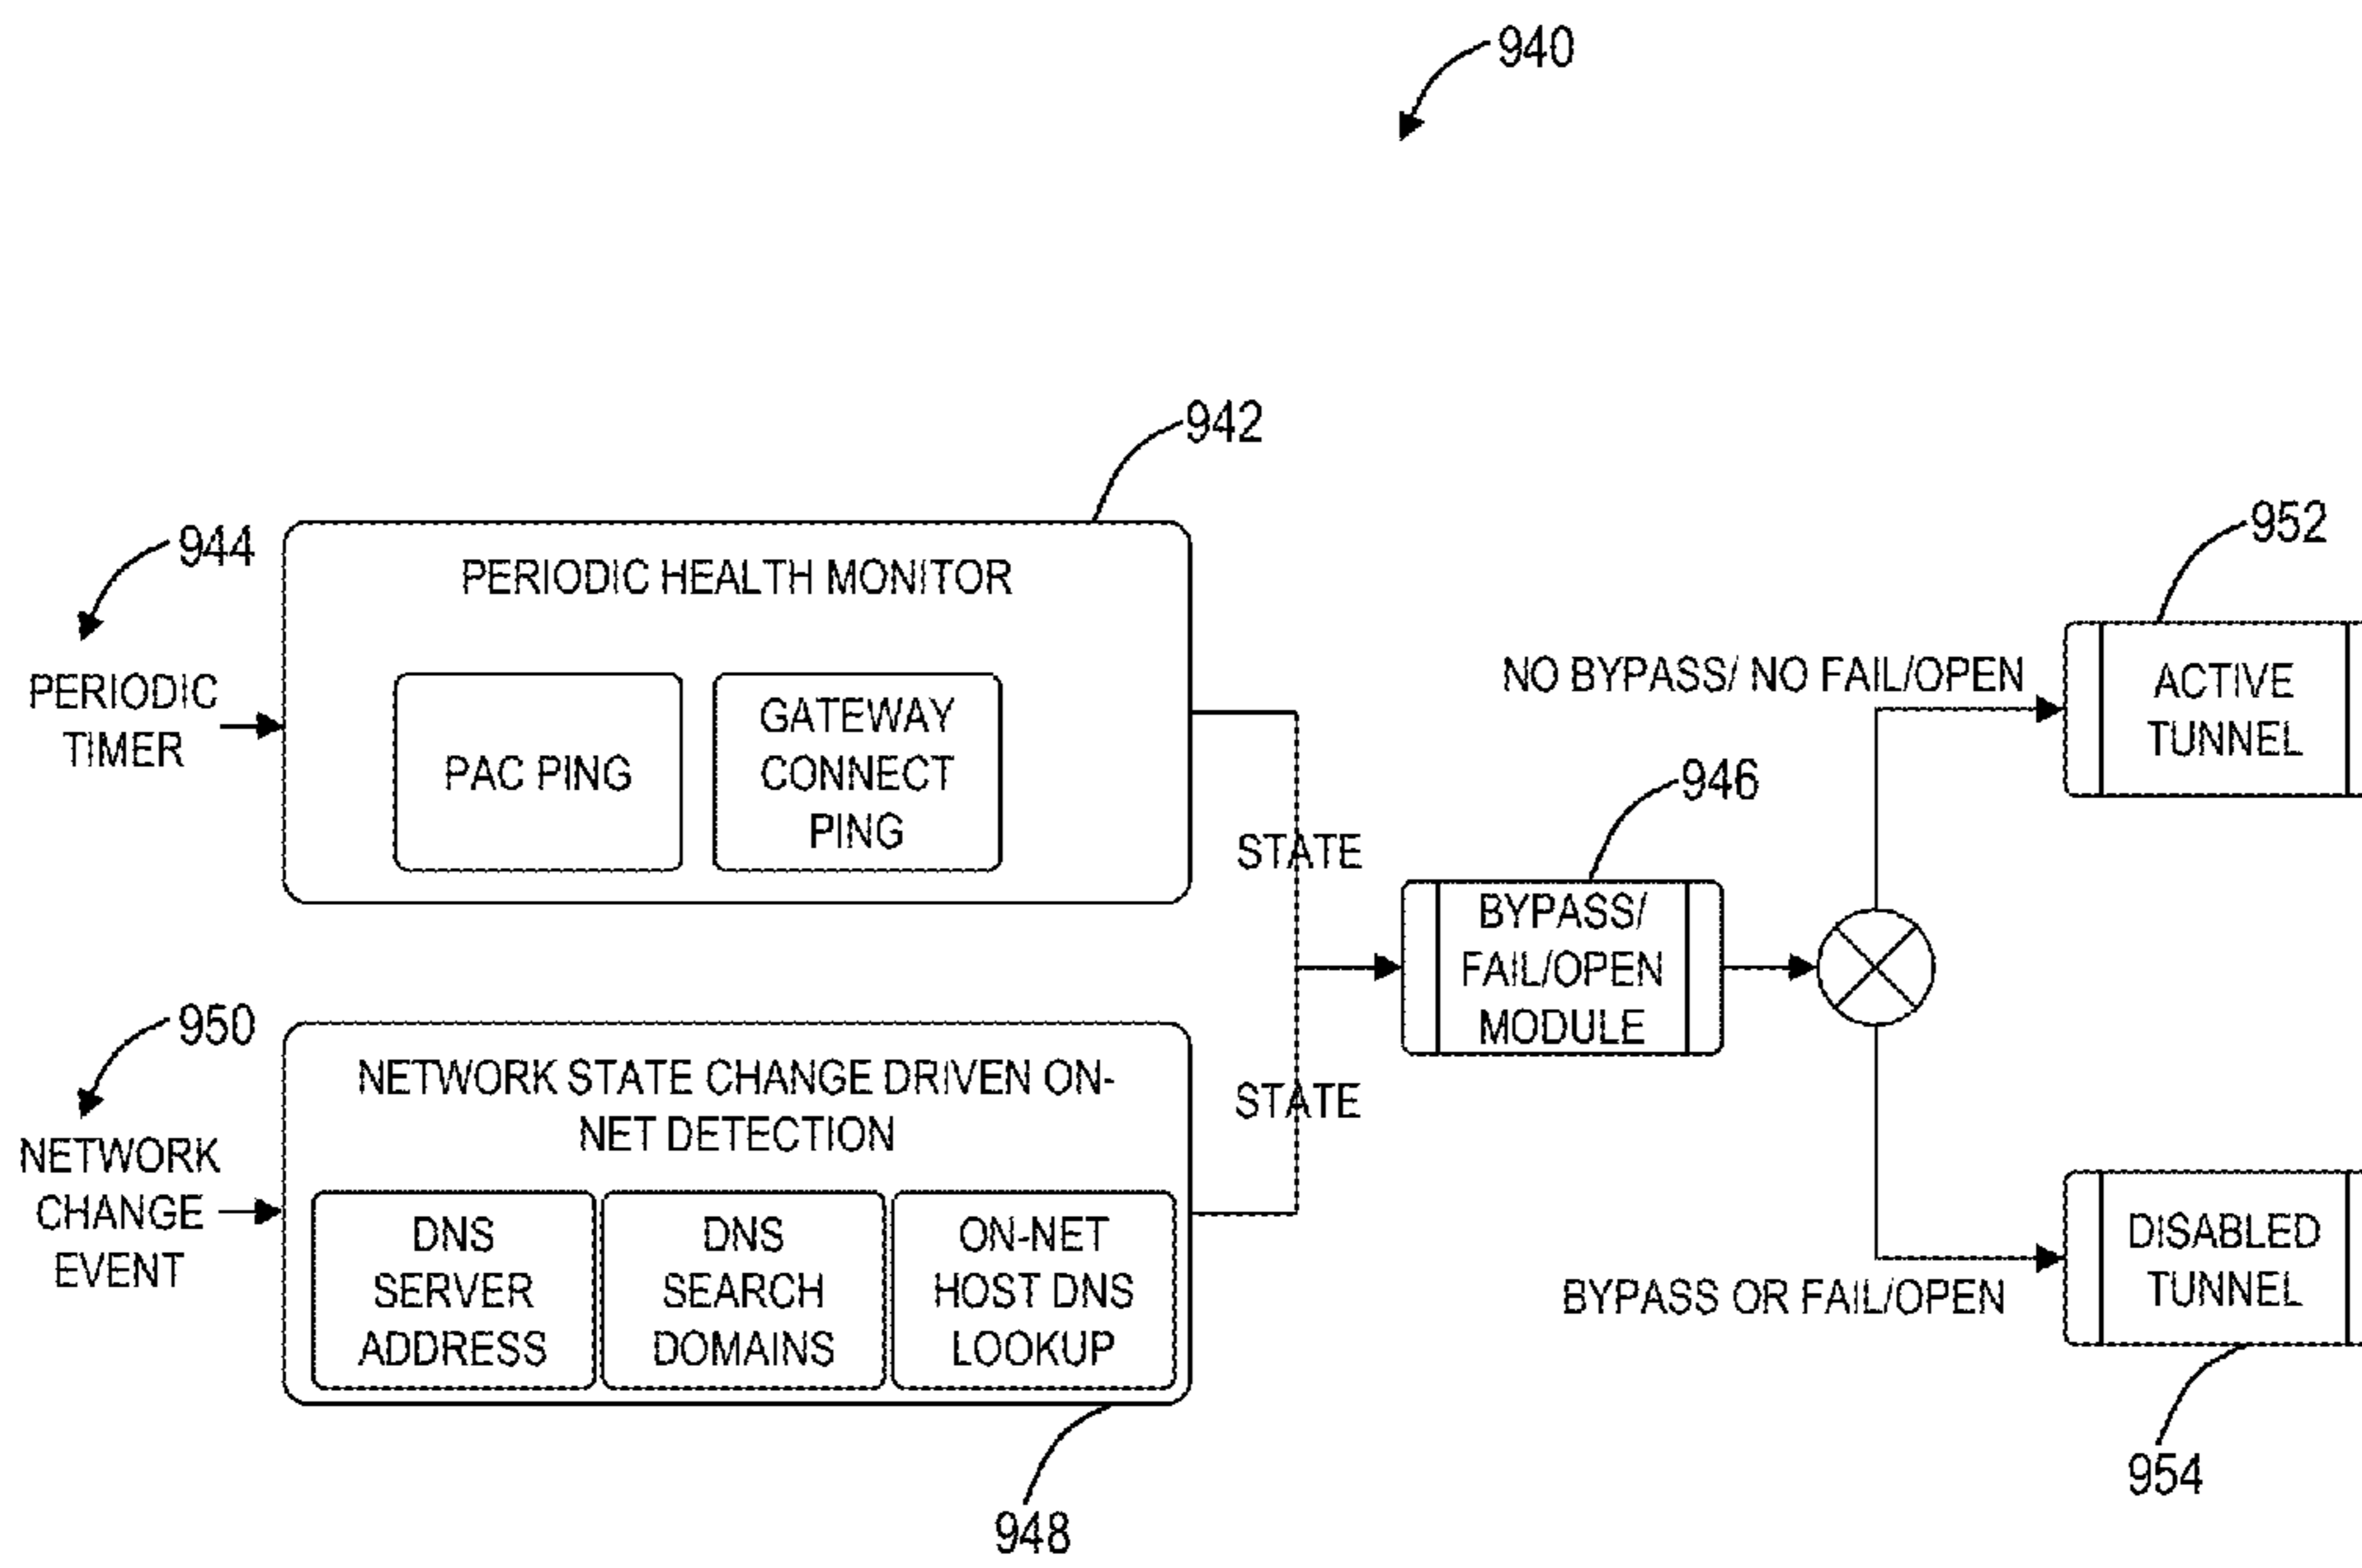 940
942
944
PERIODIC HEALTH MONITOR
952
PERIODIC
TIMER
PAC PING
GATEWAY
CONNECT
PING
NO BYPASS/ NO FAIL/OPEN
ACTIVE
TUNNEL
946
STATE
BYPASS/
FAIL/OPEN
MODULE
950
NETWORK STATE CHANGE DRIVEN ON-
NET DETECTION
STATE
NETWORK
CHANGE
EVENT
DNS
SERVER
ADDRESS
DNS
SEARCH
DOMAINS
ON-NET
HOST DNS
LOOKUP
BYPASS OR FAIL/OPEN
DISABLED
TUNNEL
954
948